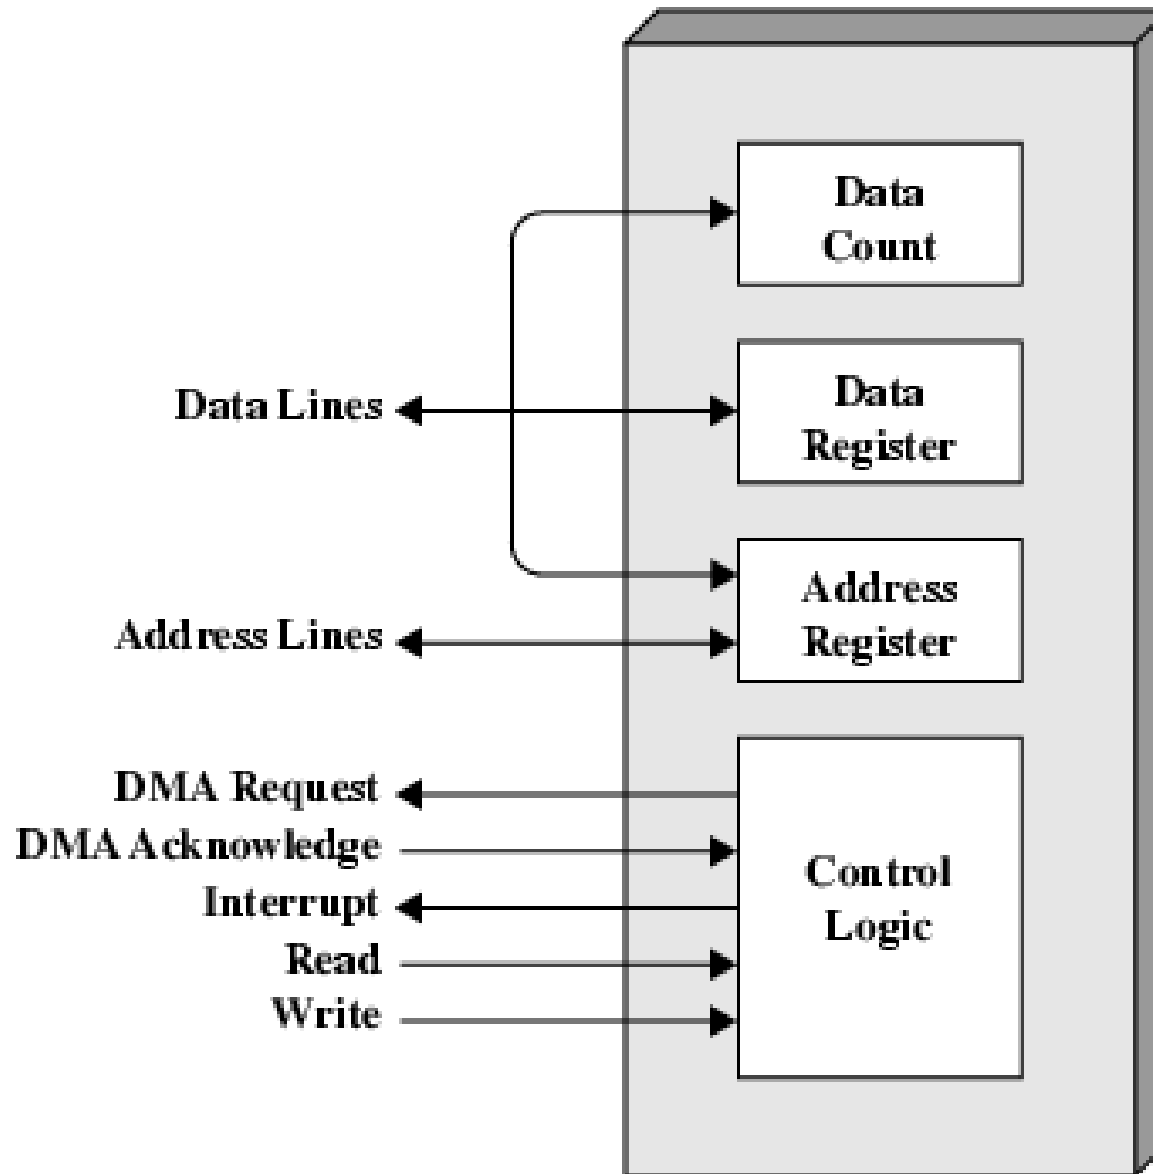 Data
Count
Data Lines
Data
Register
Address
Register
Address Lines
DMA Request
DMA Acknowledge
Interrupt
Read
Write
Control
Logic